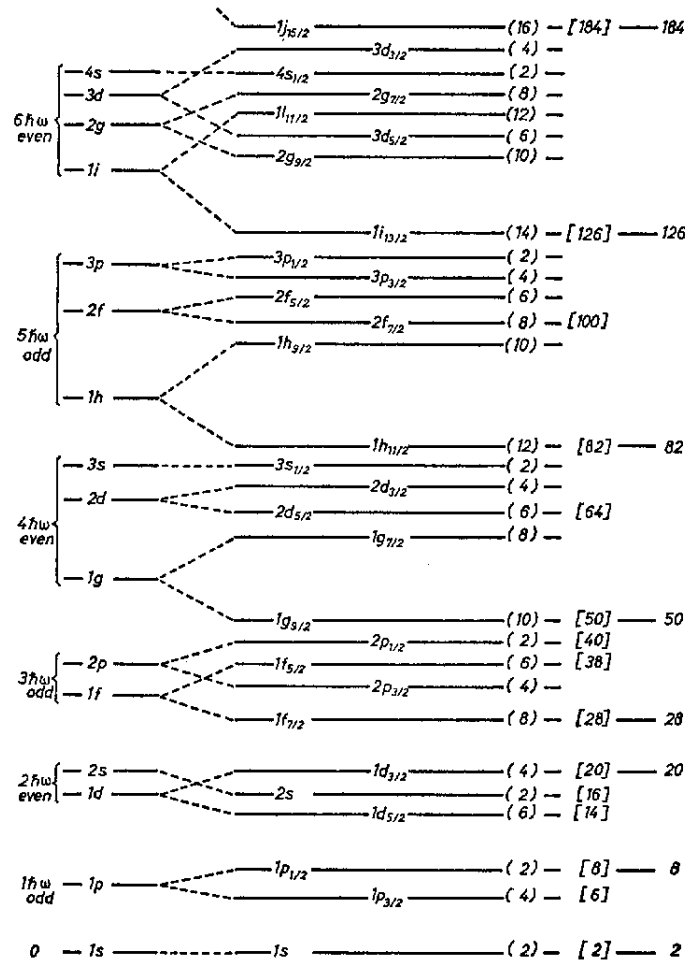 1j15/2 (16) [184] 184
3d3/2 (4)
4s 4s1/2 (2)
3d 2g7/2 (8)
6ħω even 1l11/2 (12)
2g 3d5/2 (6)
2g9/2 (10)
1i
1i13/2 (14) [126] 126
3p 3p1/2 (2)
3p3/2 (4)
2f5/2 (6)
2f 2f7/2 (8) [100]
5ħω odd 1h9/2 (10)
1h
1h11/2 (12) [82] 82
3s 3s1/2 (2)
2d3/2 (4)
2d 2d5/2 (6) [64]
4ħω even 1g7/2 (8)
1g
1g9/2 (10) [50] 50
2p1/2 (2) [40]
2p 1f5/2 (6) [38]
3ħω odd 2p3/2 (4)
1f
1f7/2 (8) [28] 28
2s 1d3/2 (4) [20] 20
2ħω even 1d 2s (2) [16]
1d5/2 (6) [14]
1p1/2 (2) [8] 8
1ħω odd 1p 1p3/2 (4) [6]
0 1s 1s (2) [2] 2